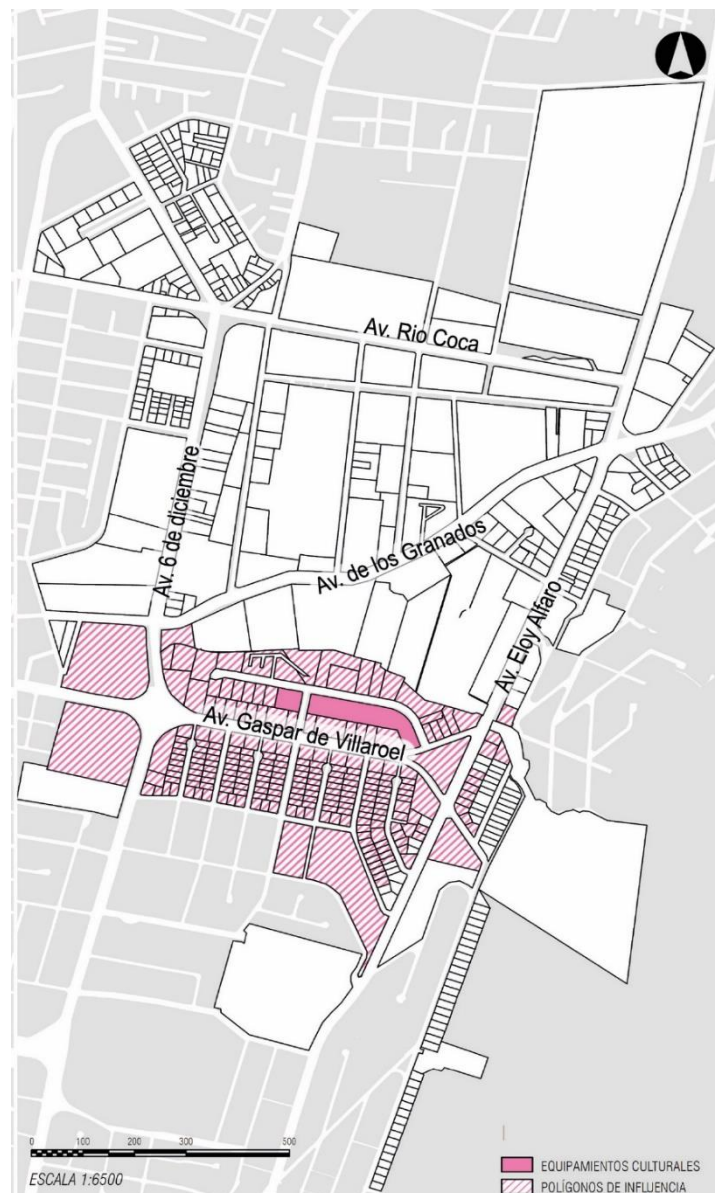 Av. Rio Coca
Av. 6 de diciembre
Av. de los Granados
Av. Eloy Alfaro
Av. Gaspar de Villaroel
0 100 200 300 500
ESCALA 1:6500
EQUIPAMIENTOS CULTURALES
POLÍGONOS DE INFLUENCIA